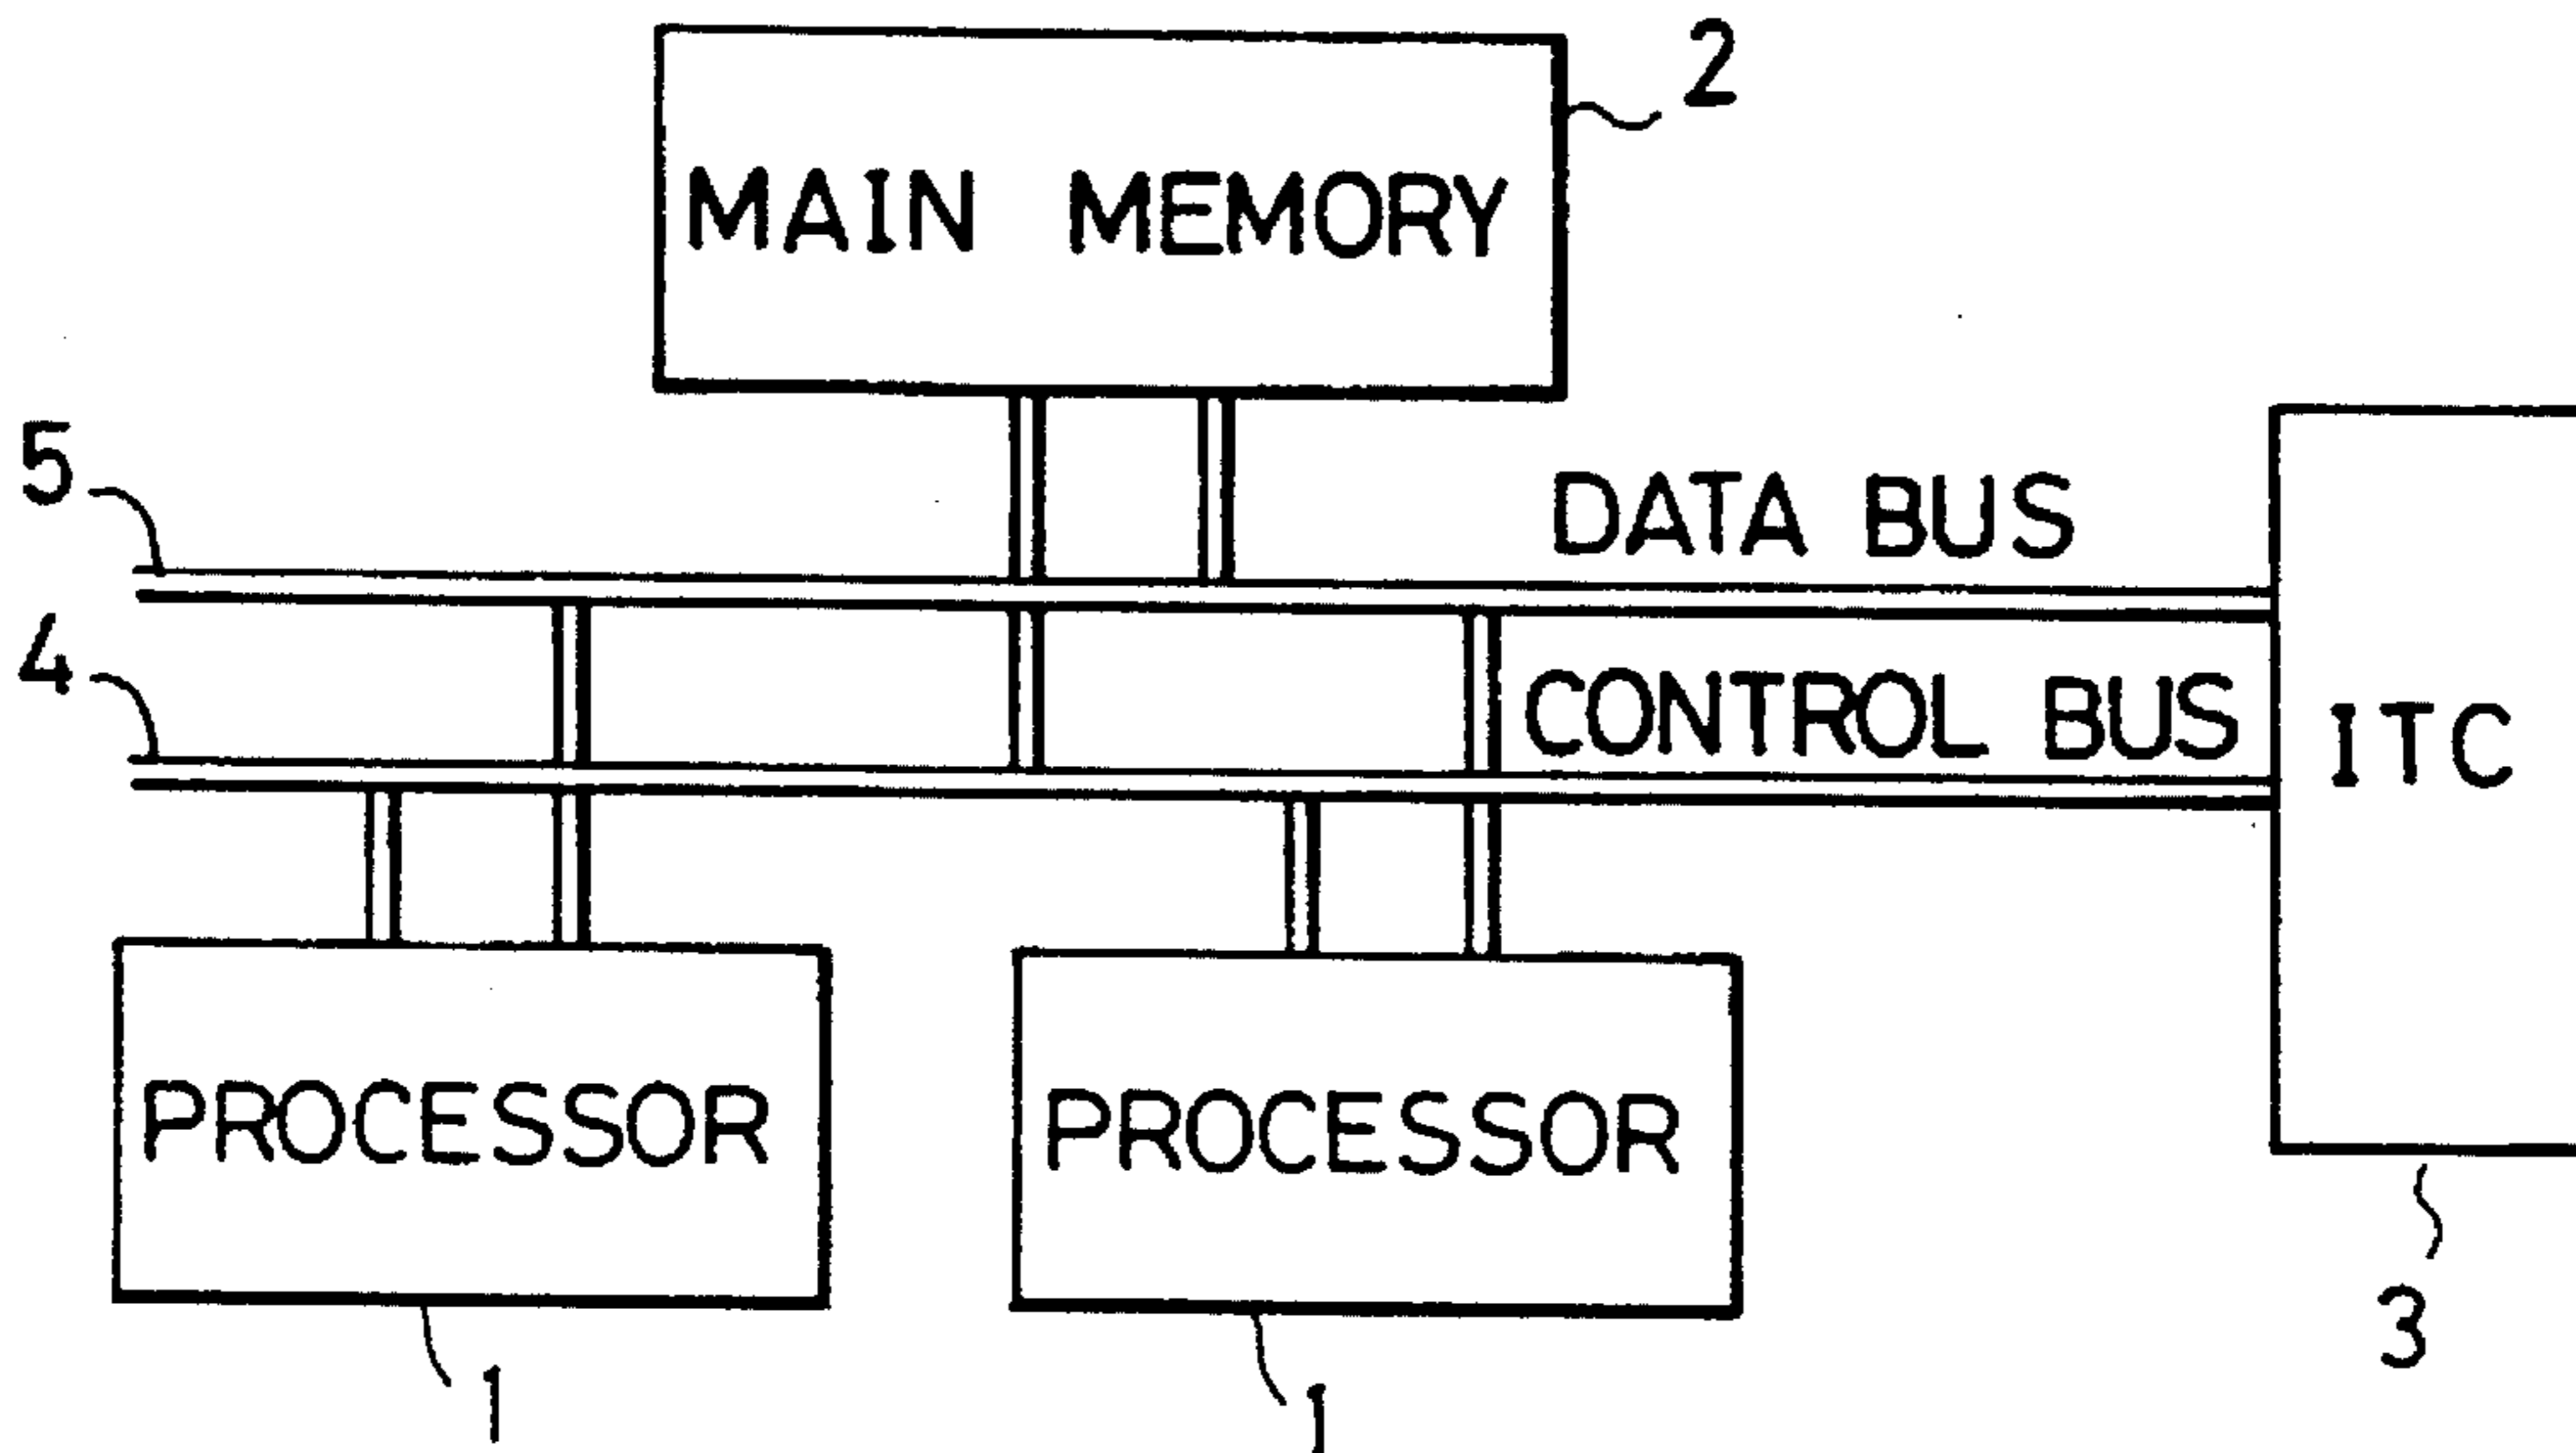 2
MAIN MEMORY
5
DATA BUS
4
CONTROL BUS
ITC
PROCESSOR
PROCESSOR
3
1
1